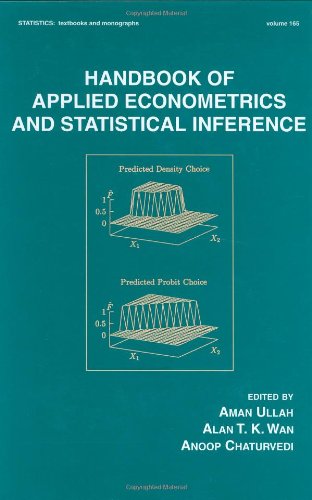 STATISTICS: textbooks and monographs volume 165
HANDBOOK OF
APPLIED ECONOMETRICS
AND STATISTICAL INFERENCE
Predicted Density Choice
P̂
1
0.5
0
X₁ X₂
Predicted Probit Choice
P̂
1
0.5
0
X₁ X₂
EDITED BY
AMAN ULLAH
ALAN T. K. WAN
ANOOP CHATURVEDI
Copyrighted Material